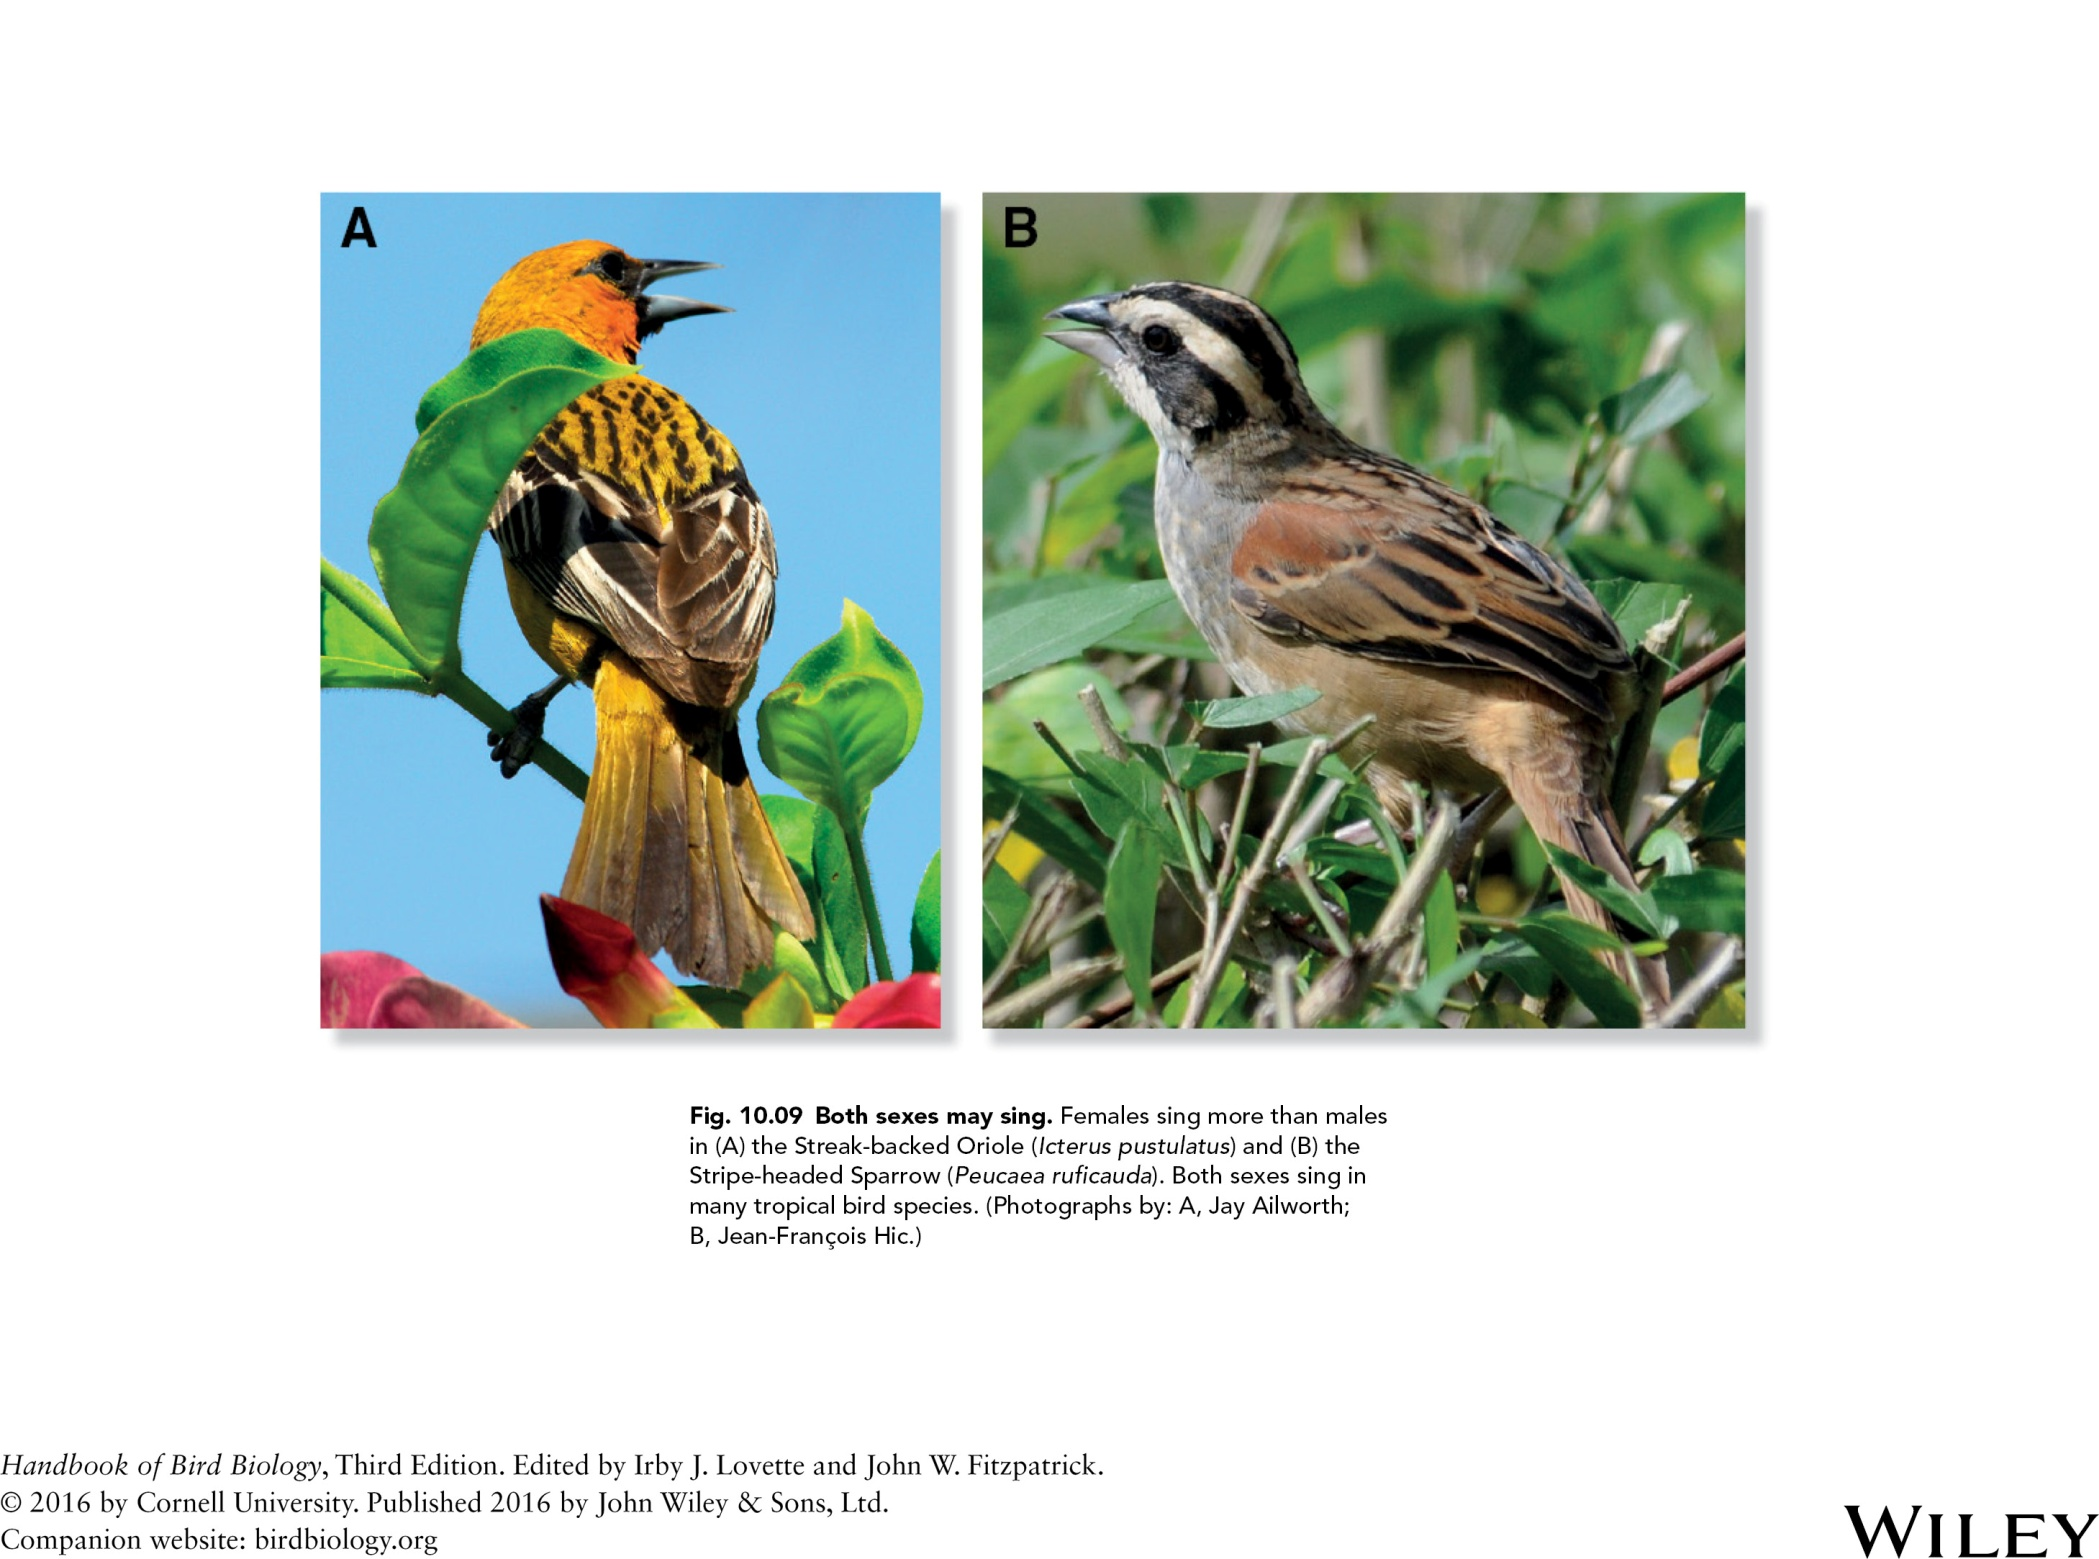 A
B
Fig. 10.09 Both sexes may sing. Females sing more than males
in (A) the Streak-backed Oriole (Icterus pustulatus) and (B) the
Stripe-headed Sparrow (Peucaea ruficauda). Both sexes sing in
many tropical bird species. (Photographs by: A, Jay Ailworth;
B, Jean-François Hic.)
Handbook of Bird Biology, Third Edition. Edited by Irby J. Lovette and John W. Fitzpatrick.
© 2016 by Cornell University. Published 2016 by John Wiley & Sons, Ltd.
Companion website: birdbiology.org
WILEY